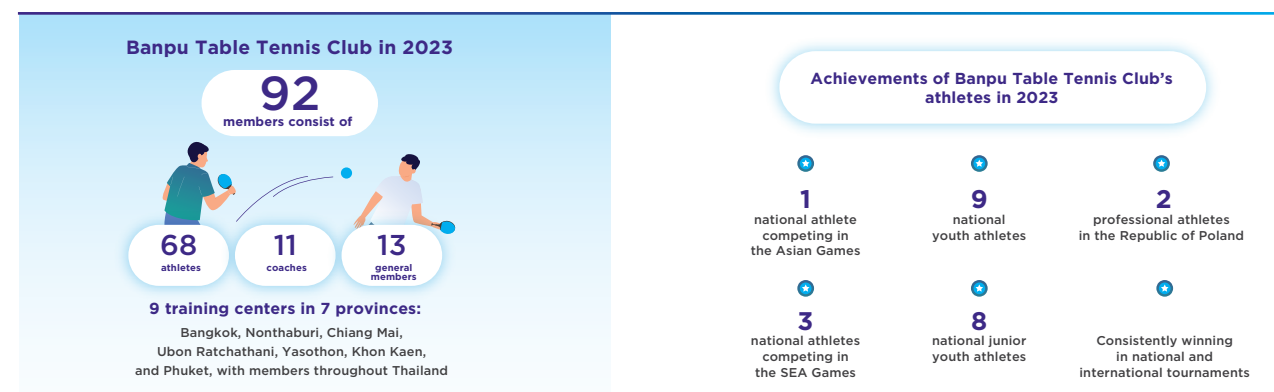 Banpu Table Tennis Club in 2023
92
members consist of
68
athletes
11
coaches
13
general
members
9 training centers in 7 provinces:
Bangkok, Nonthaburi, Chiang Mai,
Ubon Ratchathani, Yasothon, Khon Kaen,
and Phuket, with members throughout Thailand
Achievements of Banpu Table Tennis Club's
athletes in 2023
1
national athlete
competing in
the Asian Games
9
national
youth athletes
2
professional athletes
in the Republic of Poland
3
national athletes
competing in
the SEA Games
8
national junior
youth athletes
Consistently winning
in national and
international tournaments